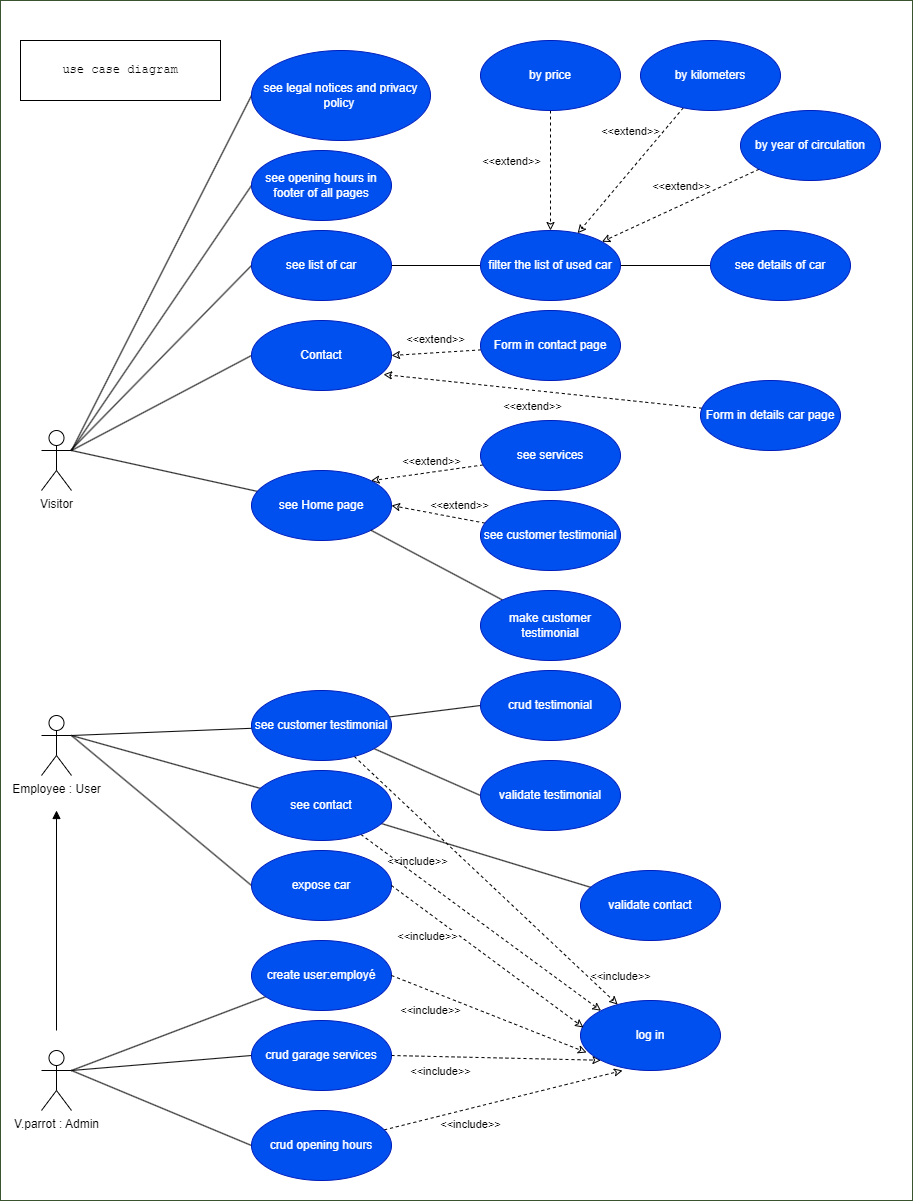 use case diagram
see legal notices and privacy
policy
by price
by kilometers
<<extend>>
by year of circulation
<<extend>>
see opening hours in
footer of all pages
<<extend>>
see list of car
filter the list of used car
see details of car
<<extend>>
Form in contact page
Contact
<<extend>>
Form in details car page
see services
<<extend>>
Visitor
see Home page
<<extend>>
see customer testimonial
make customer
testimonial
crud testimonial
see customer testimonial
Employee : User
validate testimonial
see contact
<<include>>
expose car
validate contact
<<include>>
create user:employé
<<include>>
<<include>>
log in
crud garage services
<<include>>
V.parrot : Admin
<<include>>
crud opening hours